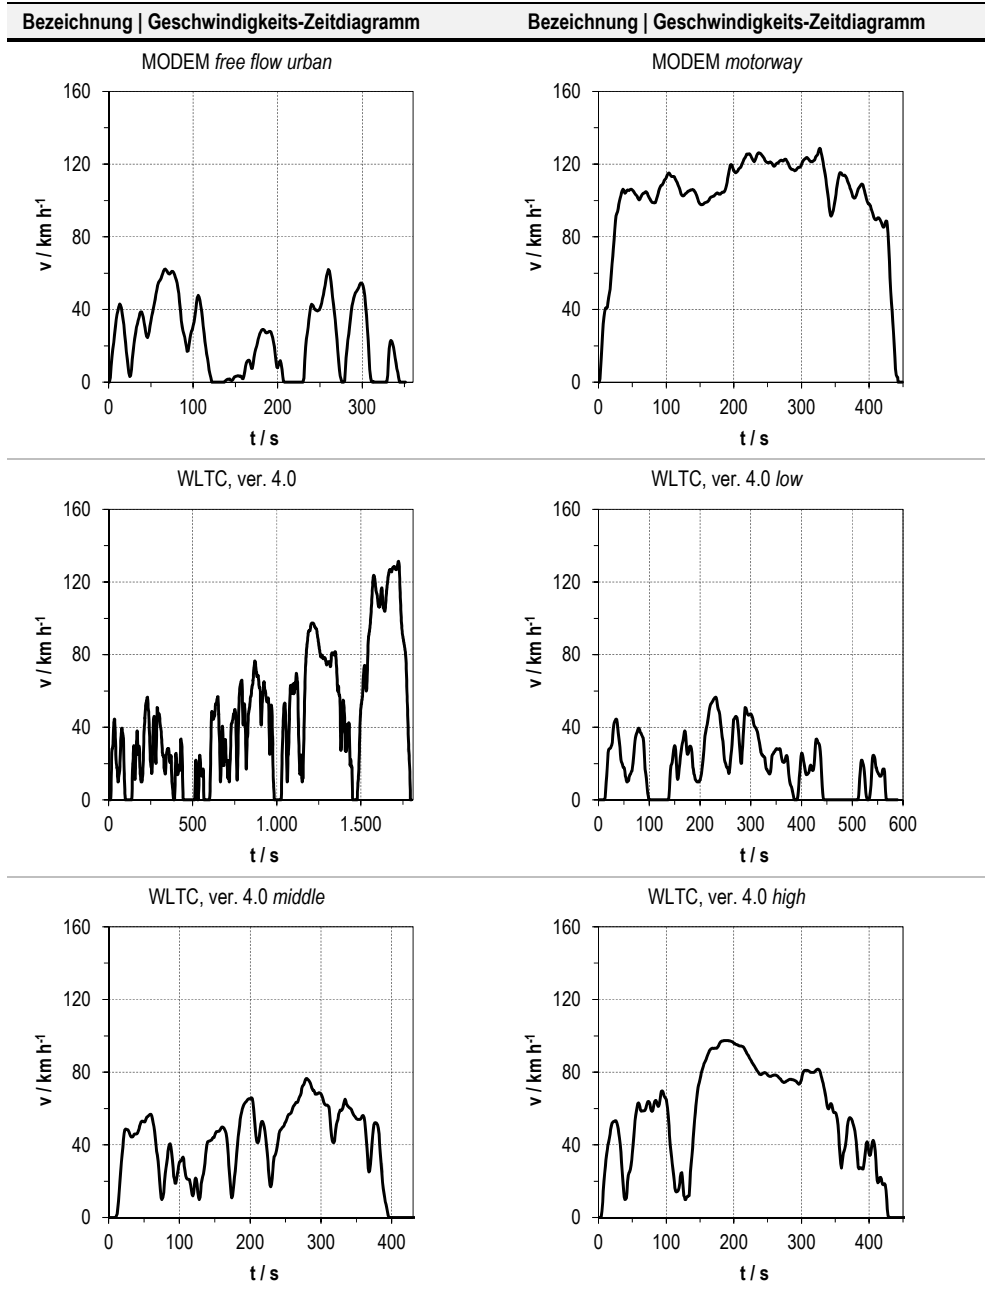 Bezeichnung | Geschwindigkeits-Zeitdiagramm
Bezeichnung | Geschwindigkeits-Zeitdiagramm
MODEM free flow urban
160
120
80
40
0
v / km h-1
0 100 200 300
t / s
MODEM motorway
160
120
80
40
0
v / km h-1
0 100 200 300 400
t / s
WLTC, ver. 4.0
160
120
80
40
0
v / km h-1
0 500 1.000 1.500
t / s
WLTC, ver. 4.0 low
160
120
80
40
0
v / km h-1
0 100 200 300 400 500 600
t / s
WLTC, ver. 4.0 middle
160
120
80
40
0
v / km h-1
0 100 200 300 400
t / s
WLTC, ver. 4.0 high
160
120
80
40
0
v / km h-1
0 100 200 300 400
t / s